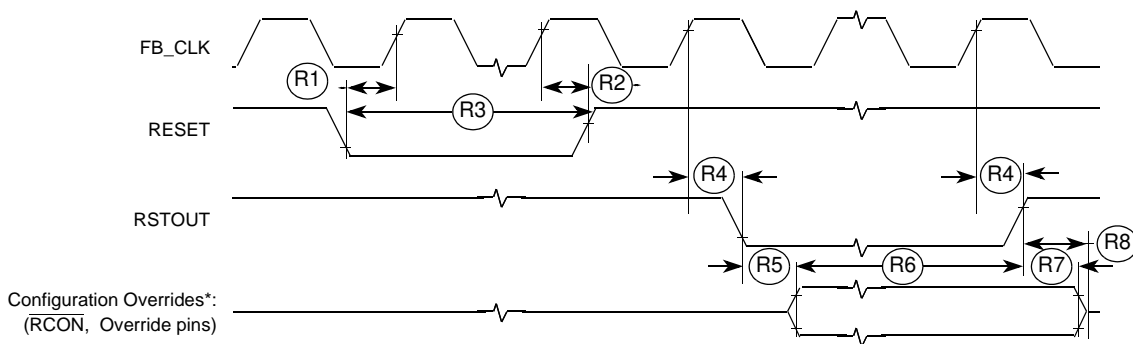 FB_CLK
R1
R2
R3
RESET
R4
R4
RSTOUT
R8
R5
R6
R7
Configuration Overrides*:
(RCON, Override pins)